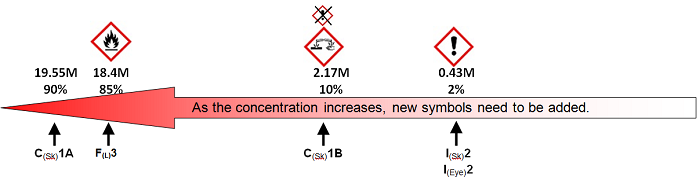 19.55M 18.4M 2.17M 0.43M
90% 85% 10% 2%
As the concentration increases, new symbols need to be added.
C(Sk)1A F(L)3 C(Sk)1B I(Sk)2
I(Eye)2